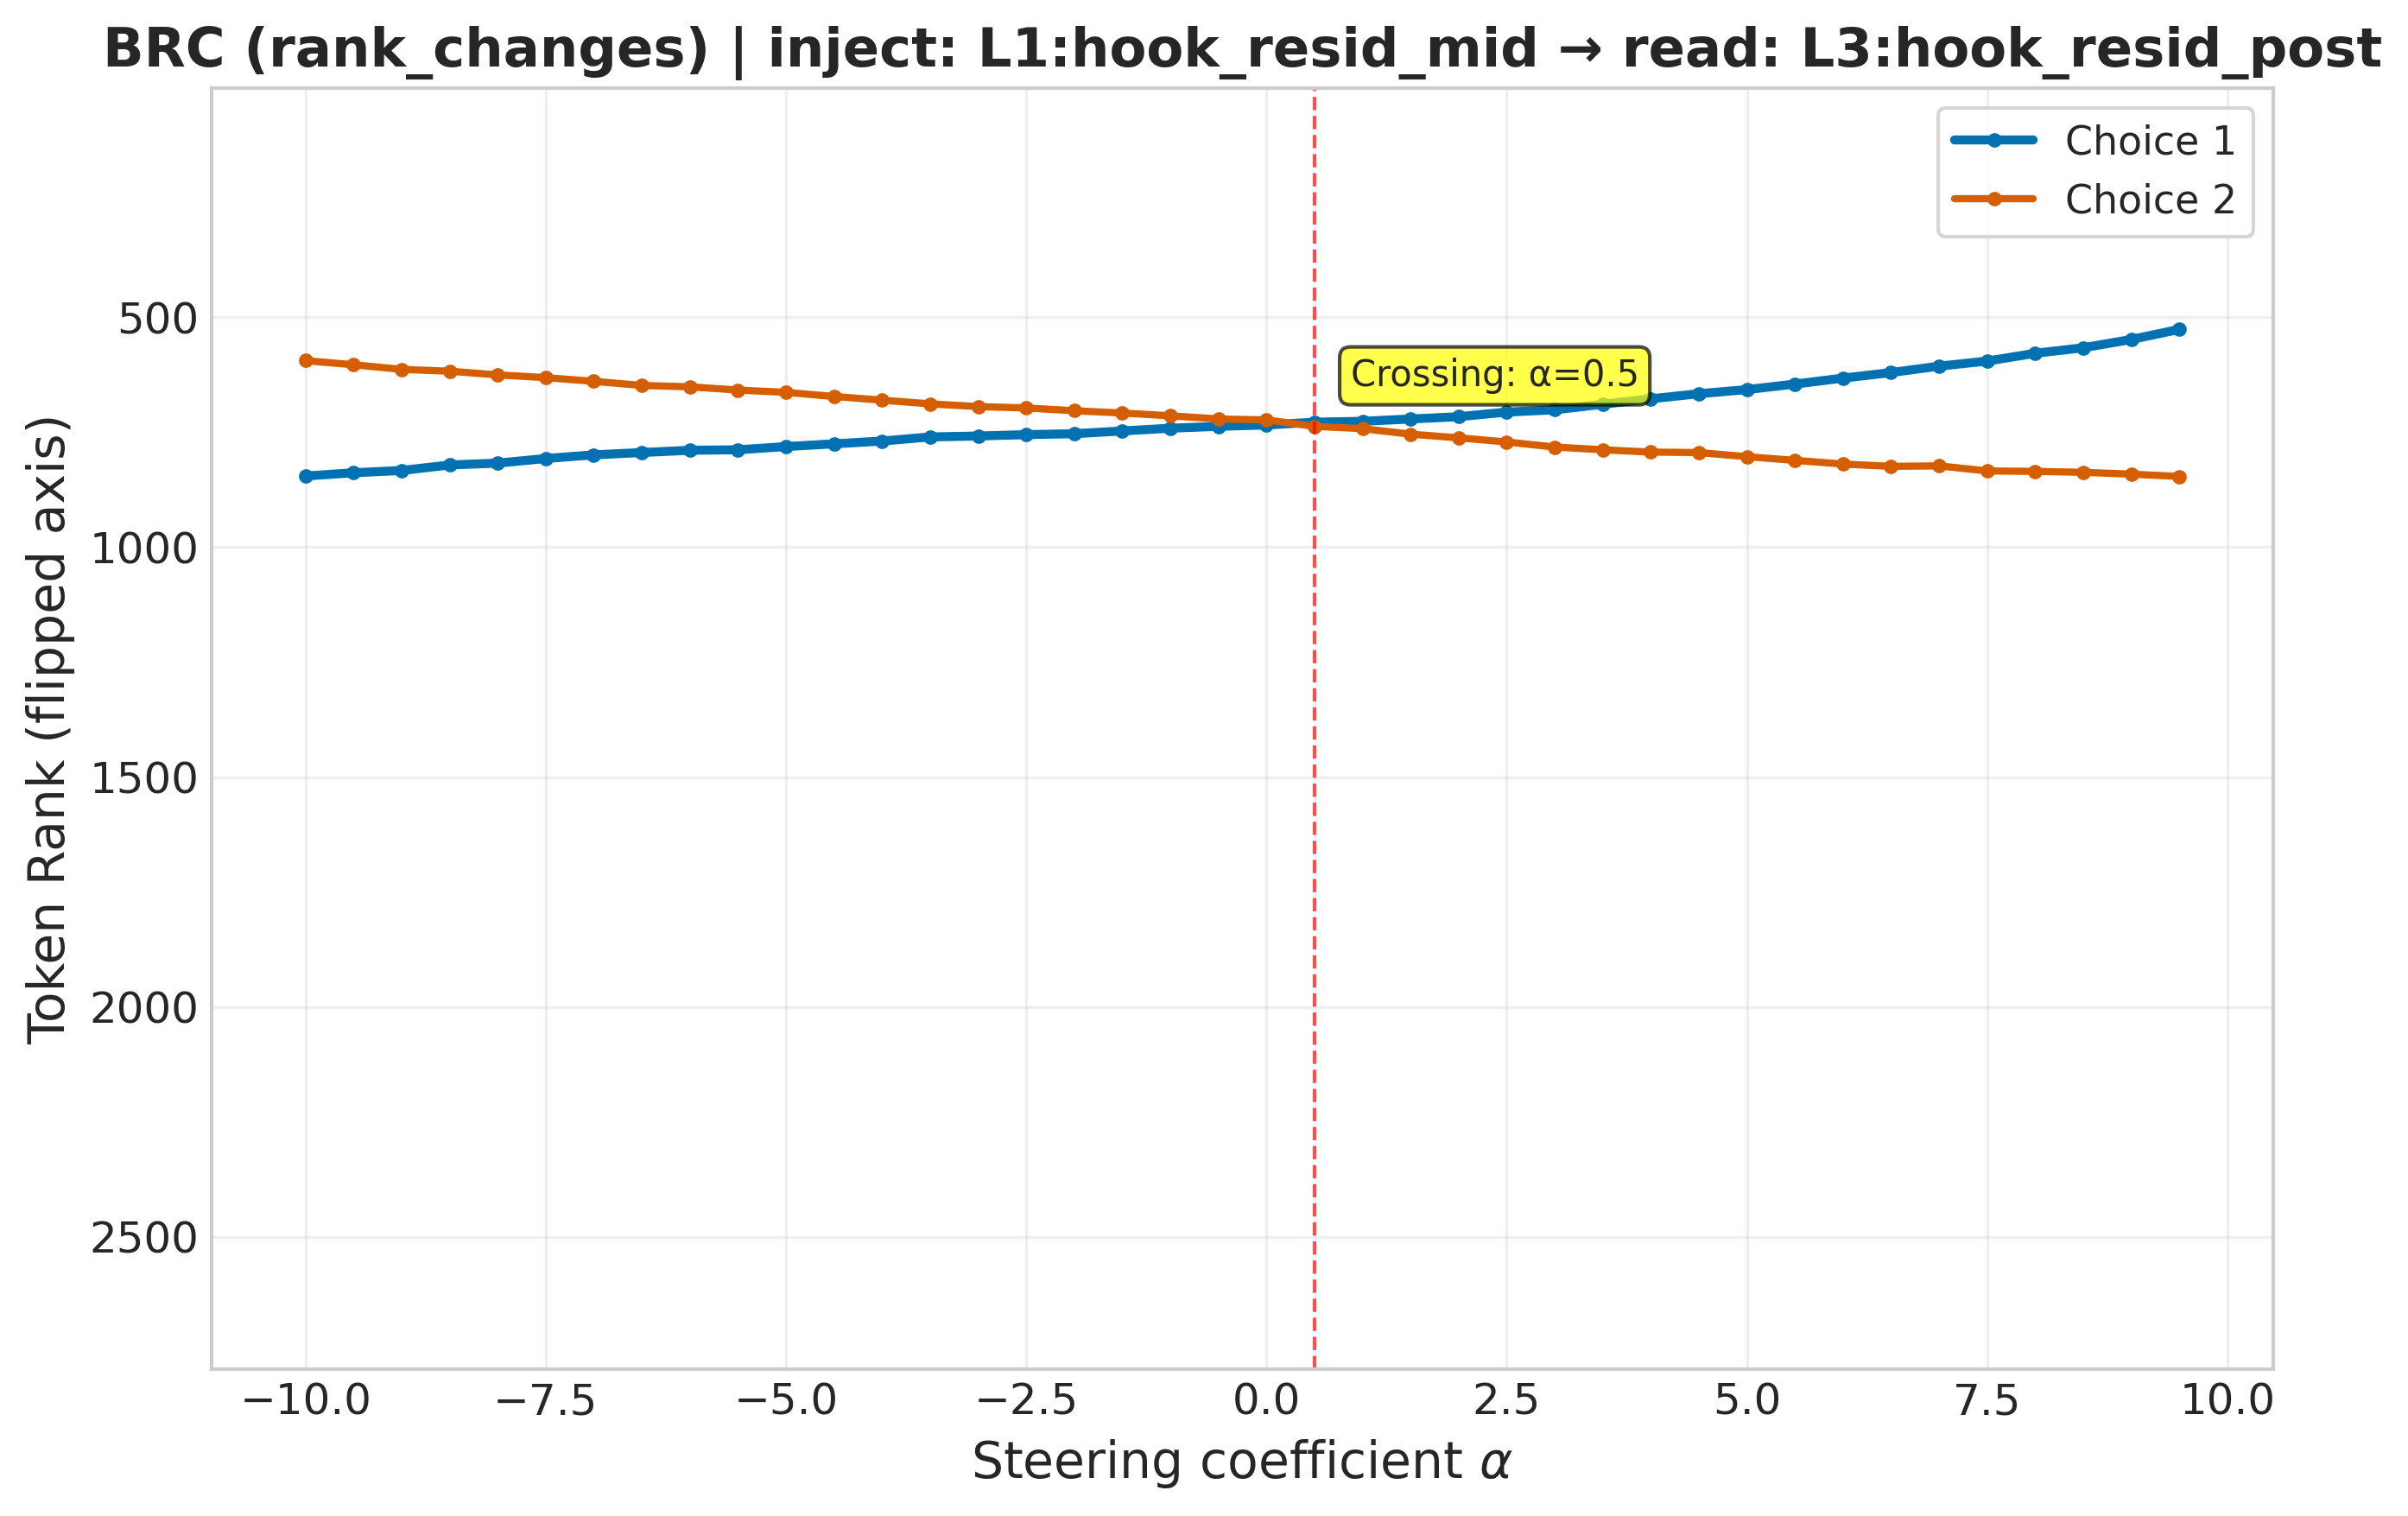 BRC (rank_changes) | inject: L1:hook_resid_mid → read: L3:hook_resid_post
Choice 1
Choice 2
Crossing: α=0.5
Token Rank (flipped axis)
500
1000
1500
2000
2500
−10.0 −7.5 −5.0 −2.5 0.0 2.5 5.0 7.5 10.0
Steering coefficient α